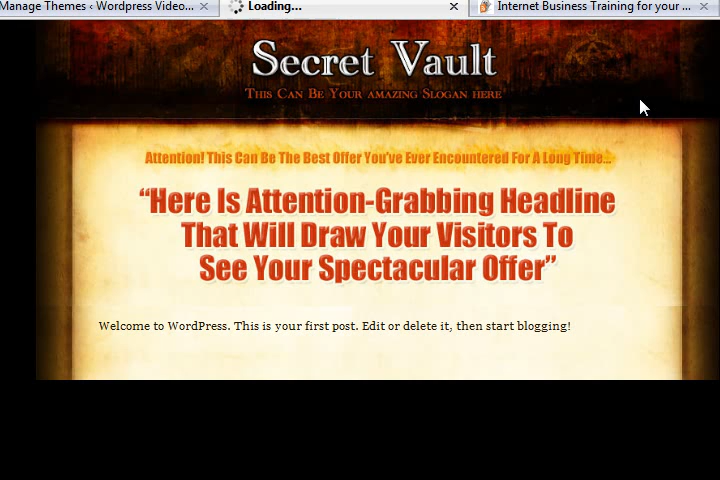 Manage Themes ‹ Wordpress Video...
Loading...
Internet Business Training for your ...
Secret Vault
This Can Be Your amazing Slogan here
Attention! This Can Be The Best Offer You've Ever Encountered For A Long Time...
“Here Is Attention-Grabbing Headline
That Will Draw Your Visitors To
See Your Spectacular Offer”
Welcome to WordPress. This is your first post. Edit or delete it, then start blogging!